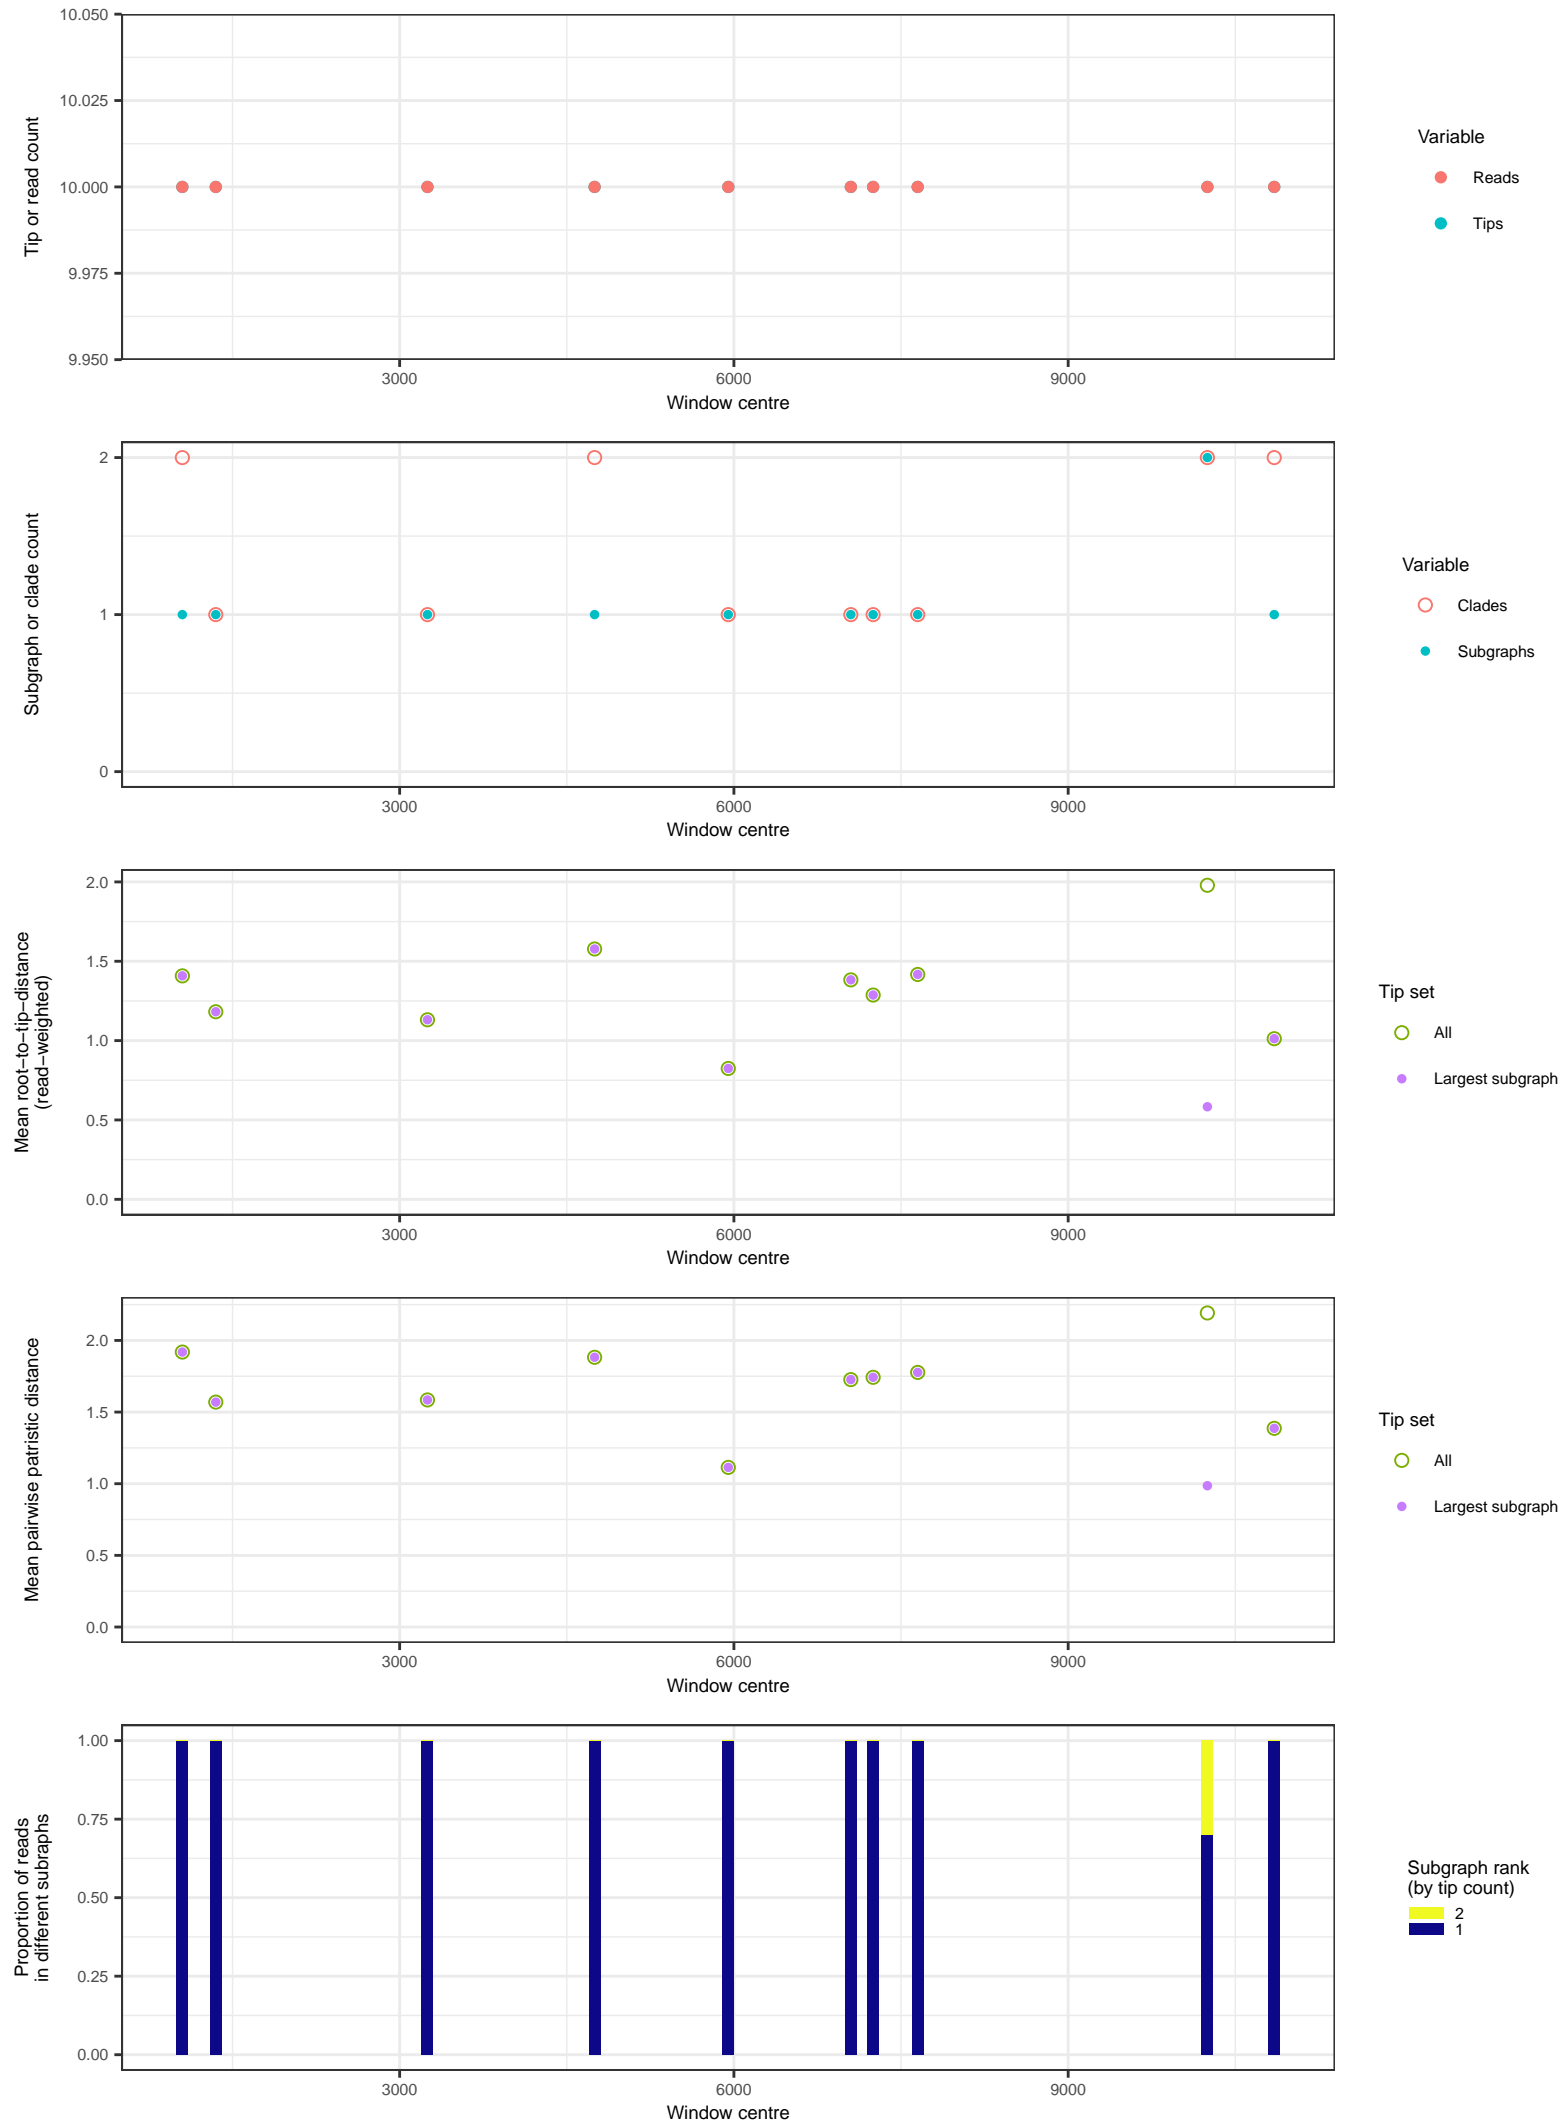 10.050
10.025
10.000
9.975
9.950
Tip or read count
3000 6000 9000
Window centre
Variable
Reads
Tips
2
1
0
Subgraph or clade count
3000 6000 9000
Window centre
Variable
Clades
Subgraphs
2.0
1.5
1.0
0.5
0.0
Mean root−to−tip−distance
(read−weighted)
3000 6000 9000
Window centre
Tip set
All
Largest subgraph
2.0
1.5
1.0
0.5
0.0
Mean pairwise patristic distance
3000 6000 9000
Window centre
Tip set
All
Largest subgraph
1.00
0.75
0.50
0.25
0.00
Proportion of reads
in different subraphs
3000 6000 9000
Window centre
Subgraph rank
(by tip count)
2
1